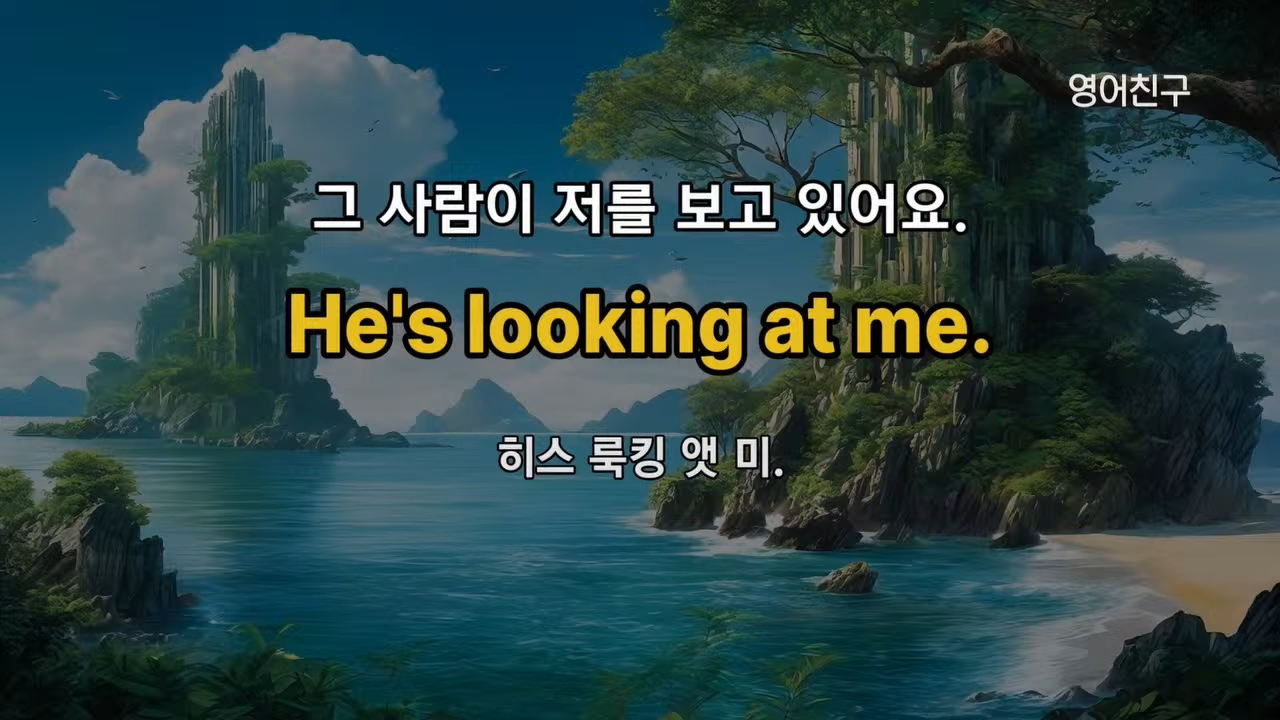 영어친구
그 사람이 저를 보고 있어요.
He's looking at me.
히스 룩킹 앳 미.